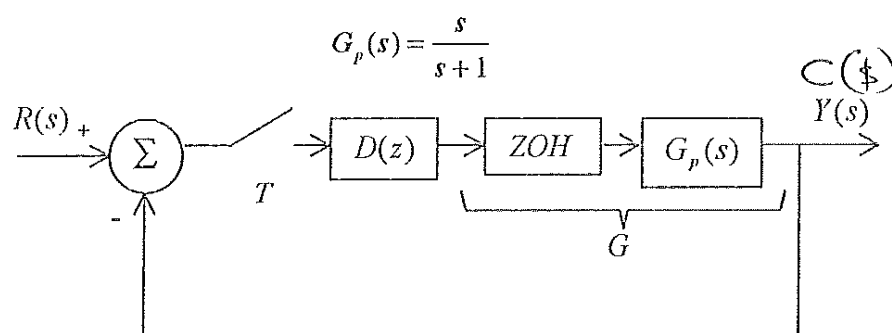 G_p(s) = s/(s+1)
C(s)
R(s) +
Y(s)
Σ
D(z)
ZOH
G_p(s)
T
-
G